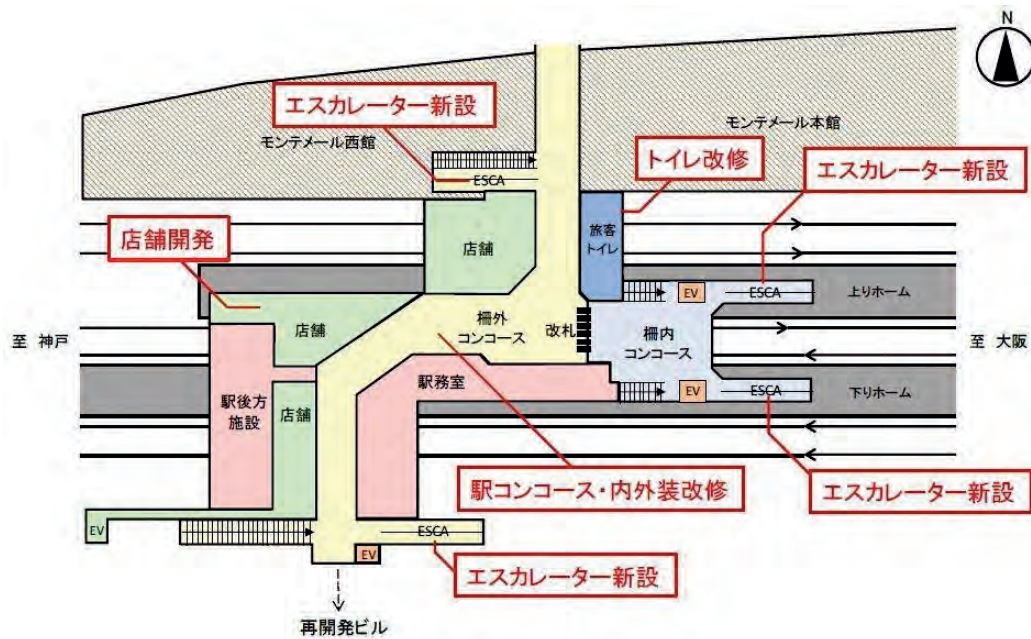 N
エスカレーター新設
モンテメール西館
モンテメール本館
トイレ改修
エスカレーター新設
ESCA
店舗開発
店舗
旅客
トイレ
EV
ESCA
上りホーム
店舗
柵外
コンコース
改札
柵内
コンコース
至 神戸
至 大阪
駅務室
駅後方
施設
店舗
EV
ESCA
下りホーム
駅コンコース・内外装改修
エスカレーター新設
EV
ESCA
EV
エスカレーター新設
再開発ビル